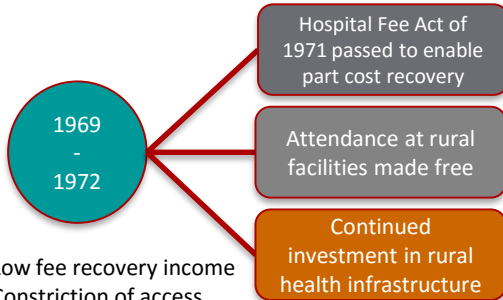 Hospital Fee Act of
1971 passed to enable
part cost recovery
1969
-
1972
Attendance at rural
facilities made free
Continued
investment in rural
health infrastructure
Low fee recovery income
Constriction of access